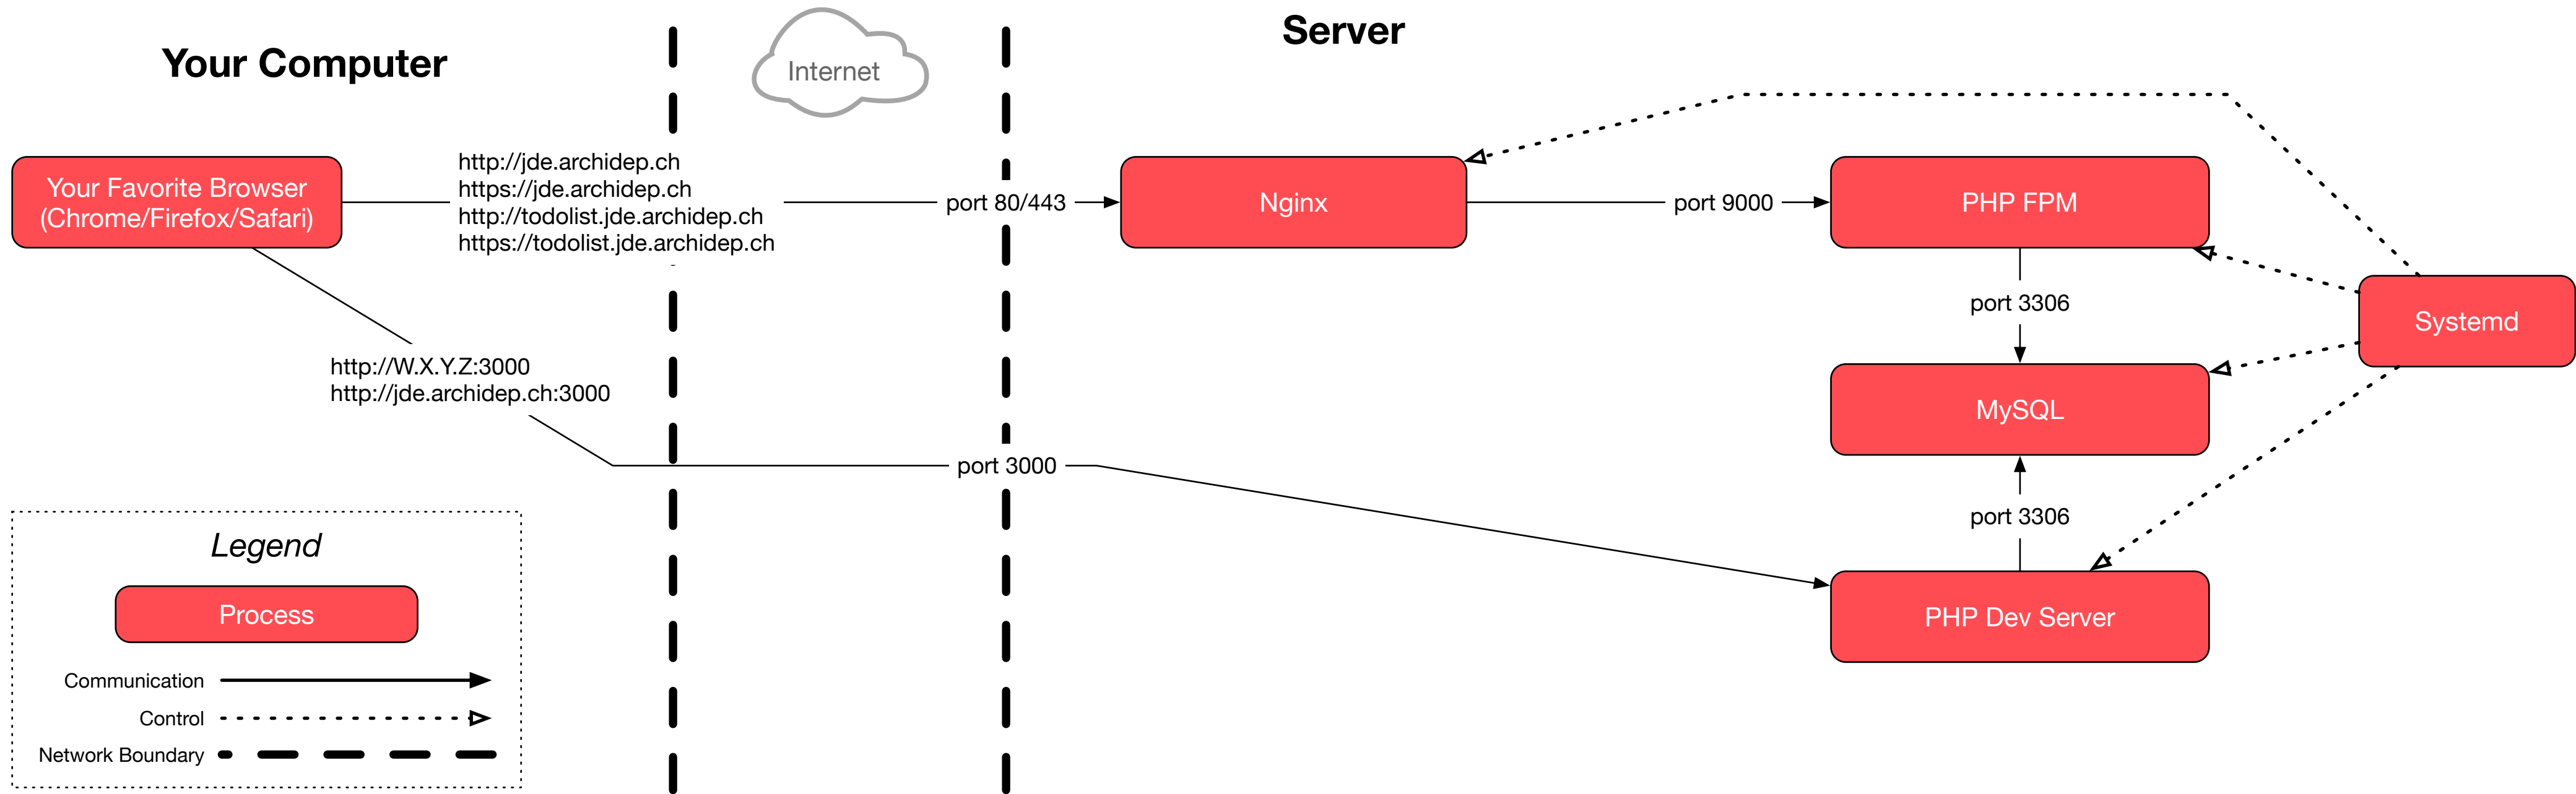 Your Computer
Internet
Server
Your Favorite Browser
(Chrome/Firefox/Safari)
http://jde.archidep.ch
https://jde.archidep.ch
http://todolist.jde.archidep.ch
https://todolist.jde.archidep.ch
port 80/443
Nginx
port 9000
PHP FPM
port 3306
Systemd
MySQL
http://W.X.Y.Z:3000
http://jde.archidep.ch:3000
port 3000
port 3306
PHP Dev Server
Legend
Process
Communication
Control
Network Boundary